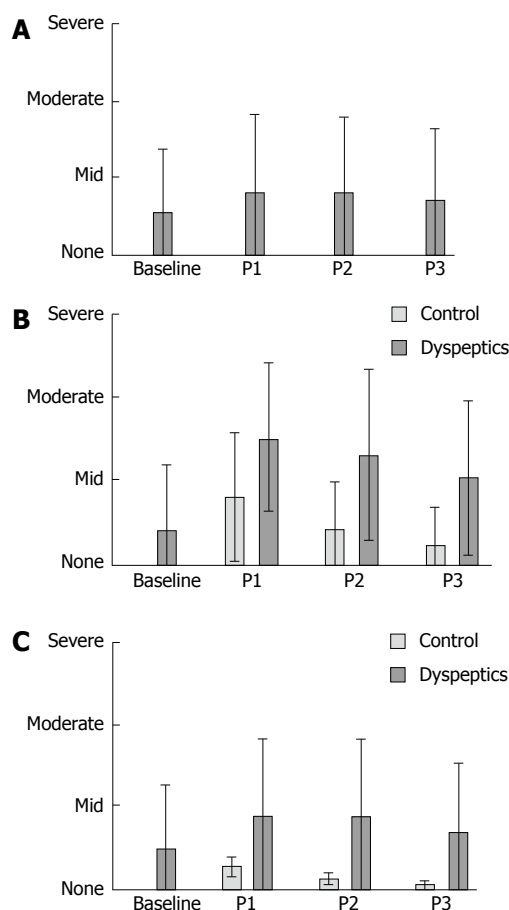 A
Severe
Moderate
Mid
None
Baseline P1 P2 P3
B
Severe
Control
Dyspeptics
Moderate
Mid
None
Baseline P1 P2 P3
C
Severe
Control
Dyspeptics
Moderate
Mid
None
Baseline P1 P2 P3